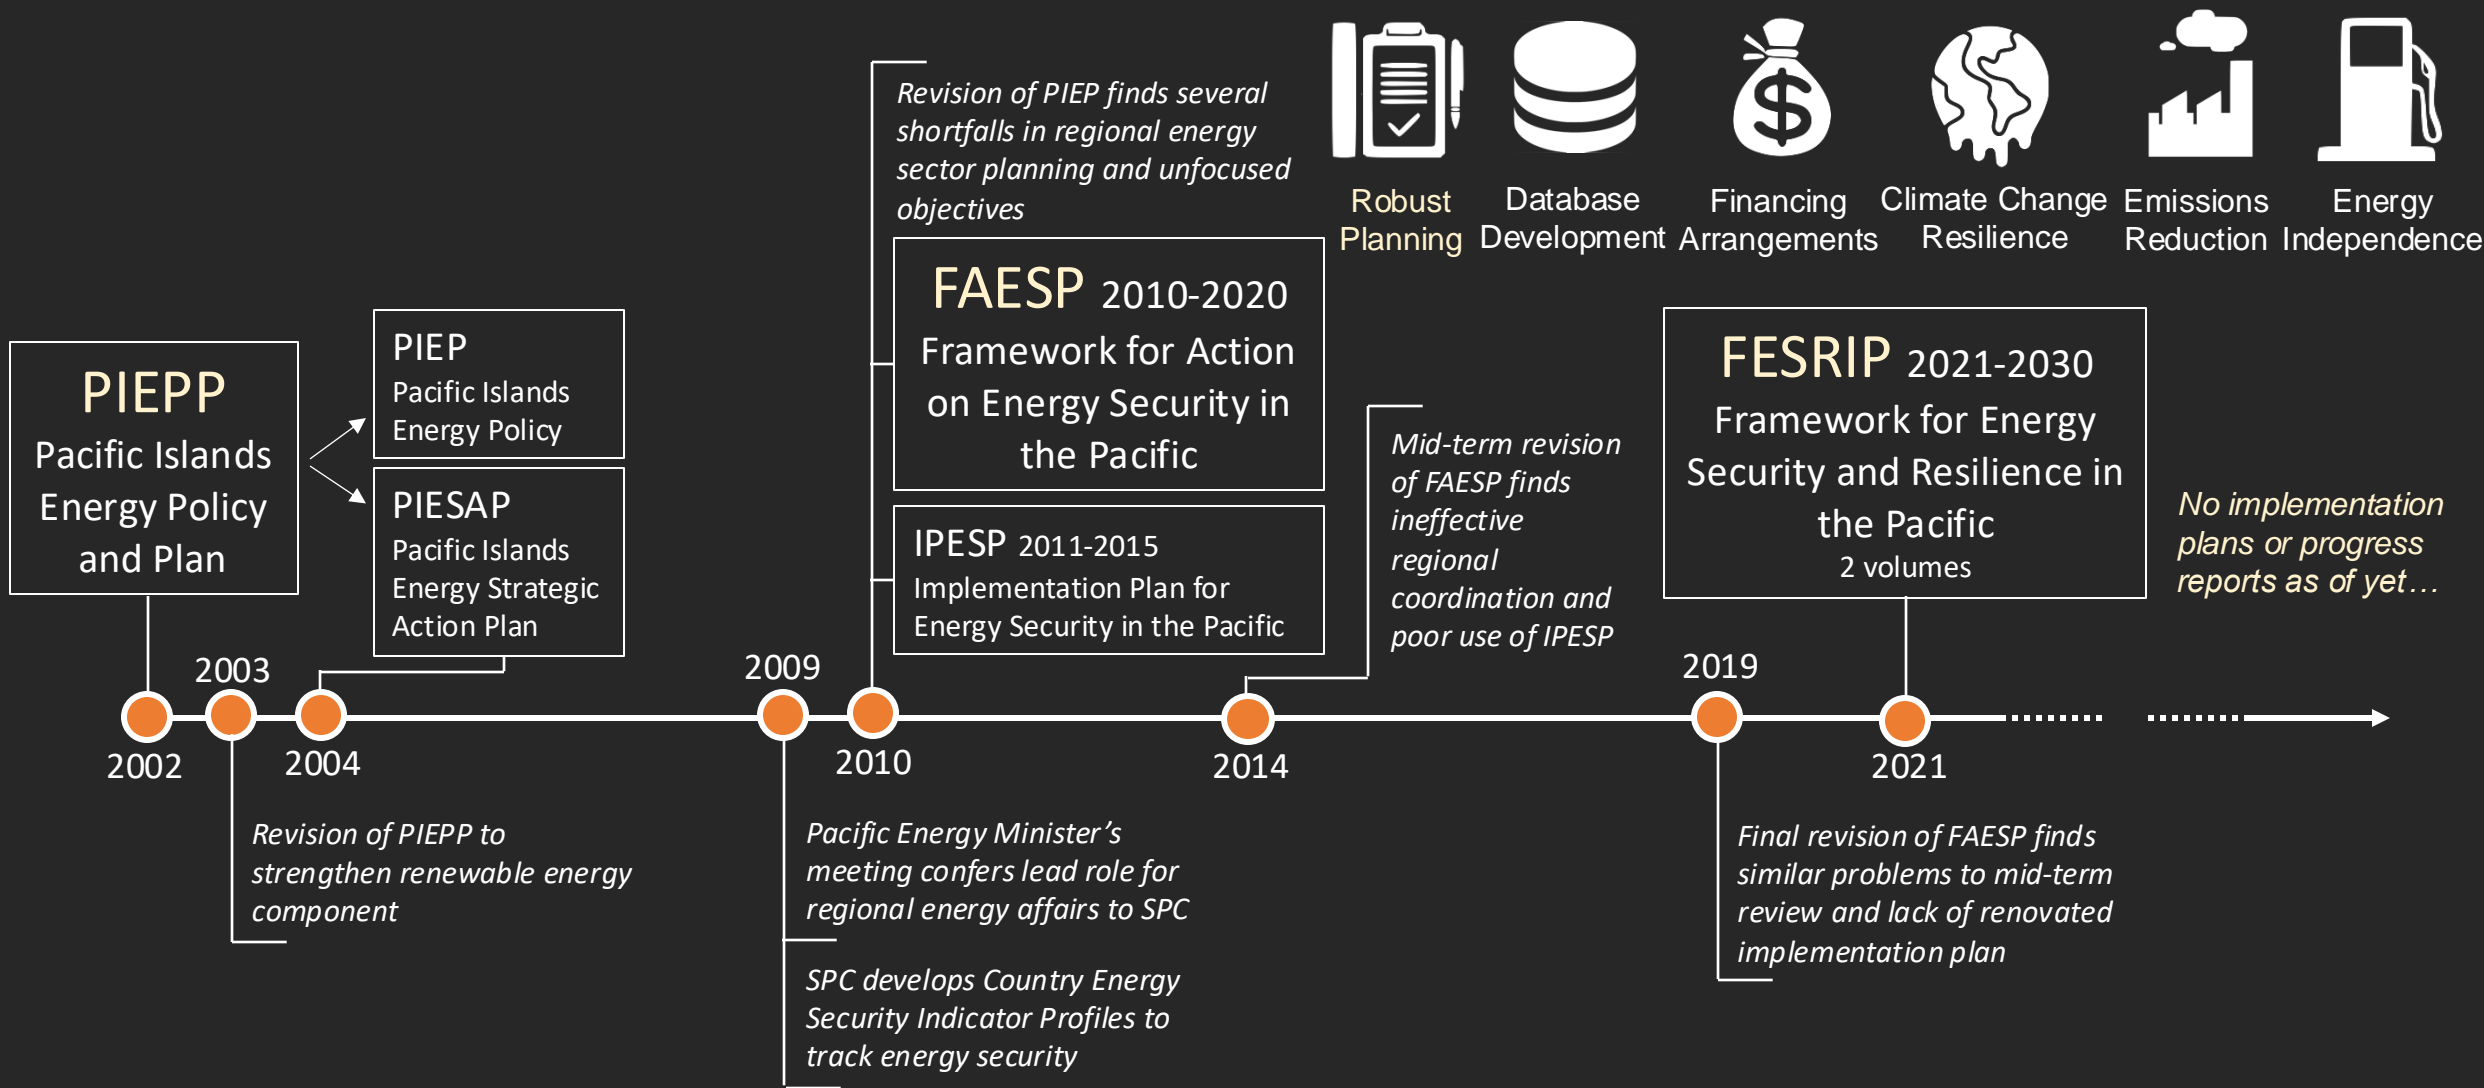 Robust
Planning
Database
Development
Financing
Arrangements
Climate Change
Resilience
Emissions
Reduction
Energy
Independence
PIEPP
Pacific Islands
Energy Policy
and Plan
PIEP
Pacific Islands
Energy Policy
PIESAP
Pacific Islands
Energy Strategic
Action Plan
Revision of PIEP finds several
shortfalls in regional energy
sector planning and unfocused
objectives
FAESP 2010-2020
Framework for Action
on Energy Security in
the Pacific
IPESP 2011-2015
Implementation Plan for
Energy Security in the Pacific
Mid-term revision
of FAESP finds
ineffective
regional
coordination and
poor use of IPESP
FESRIP 2021-2030
Framework for Energy
Security and Resilience in
the Pacific
2 volumes
No implementation
plans or progress
reports as of yet…
2002
2003
2004
2009
2010
2014
2019
2021
Revision of PIEPP to
strengthen renewable energy
component
Pacific Energy Minister’s
meeting confers lead role for
regional energy affairs to SPC
SPC develops Country Energy
Security Indicator Profiles to
track energy security
Final revision of FAESP finds
similar problems to mid-term
review and lack of renovated
implementation plan